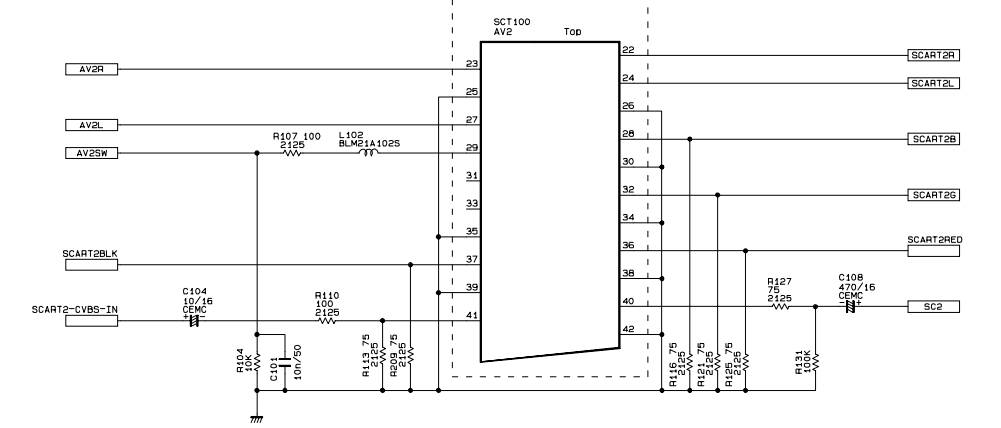 SCT100
AV2 Top
22
SCART2R
AV2R
23
24
SCART2L
25
26
AV2L
27
28
SCART2B
R107 100
2125
L102
BLM21A102S
AV2SW
29
30
31
32
SCART2G
33
34
35
36
SCART2RED
SCART2BLK
37
38
R127
75
2125
C108
470/16
CEMC
- +
39
40
SC2
C104
10/16
CEMC
+ -
R110
100
2125
SCART2-CVBS-IN
41
42
R104
10K
C101
10n/50
R113 75
2125
R209 75
2125
R116 75
2125
R121 75
2125
R125 75
2125
R131
100K